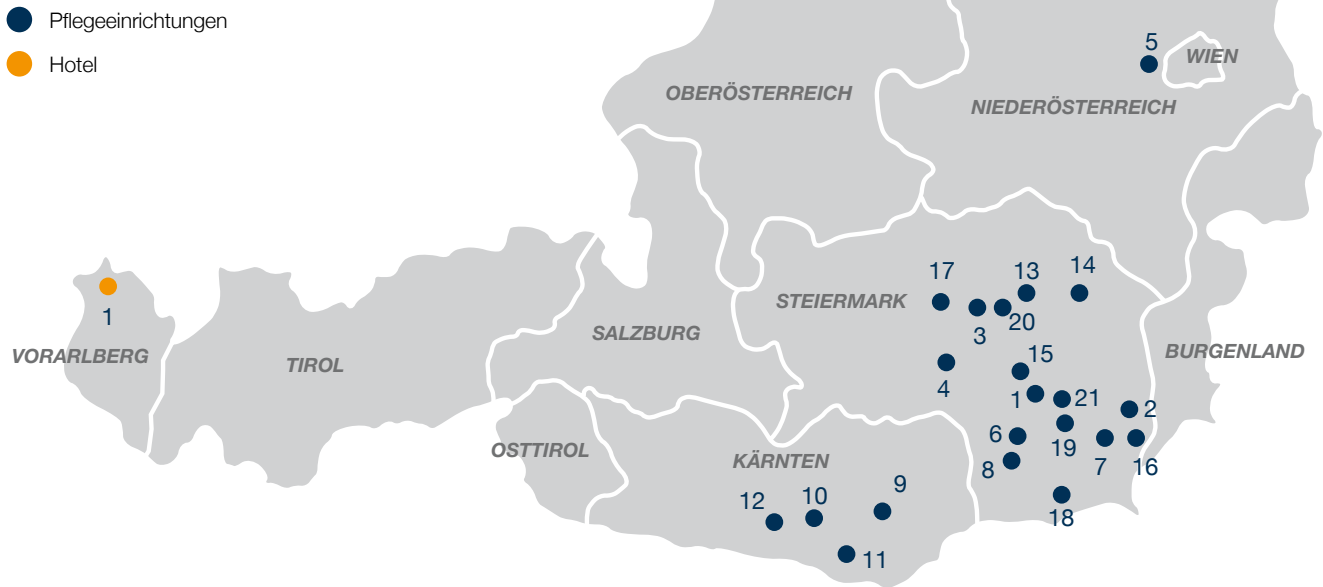 Pflegeeinrichtungen
Hotel
5
WIEN
OBERÖSTERREICH
NIEDERÖSTERREICH
17
13
14
STEIERMARK
3
20
1
VORARLBERG
TIROL
SALZBURG
BURGENLAND
15
4
1
21
2
6
19
7
16
8
OSTTIROL
KÄRNTEN
12
10
9
18
11